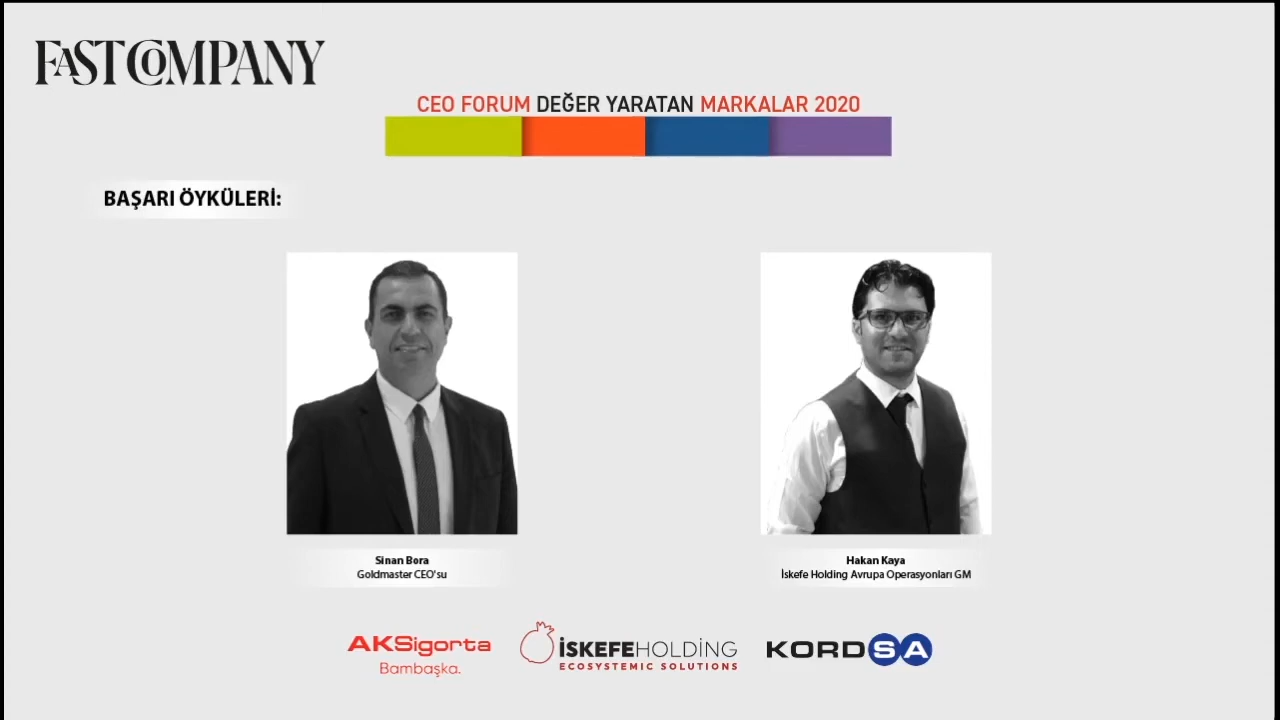 FAST COMPANY
CEO FORUM DEĞER YARATAN MARKALAR 2020
BAŞARI ÖYKÜLERİ:
Sinan Bora
Goldmaster CEO'su
Hakan Kaya
İskefe Holding Avrupa Operasyonları GM
AKSigorta
Bambaşka.
İSKEFEHOLDİNG
ECOSYSTEMIC SOLUTIONS
KORDSA